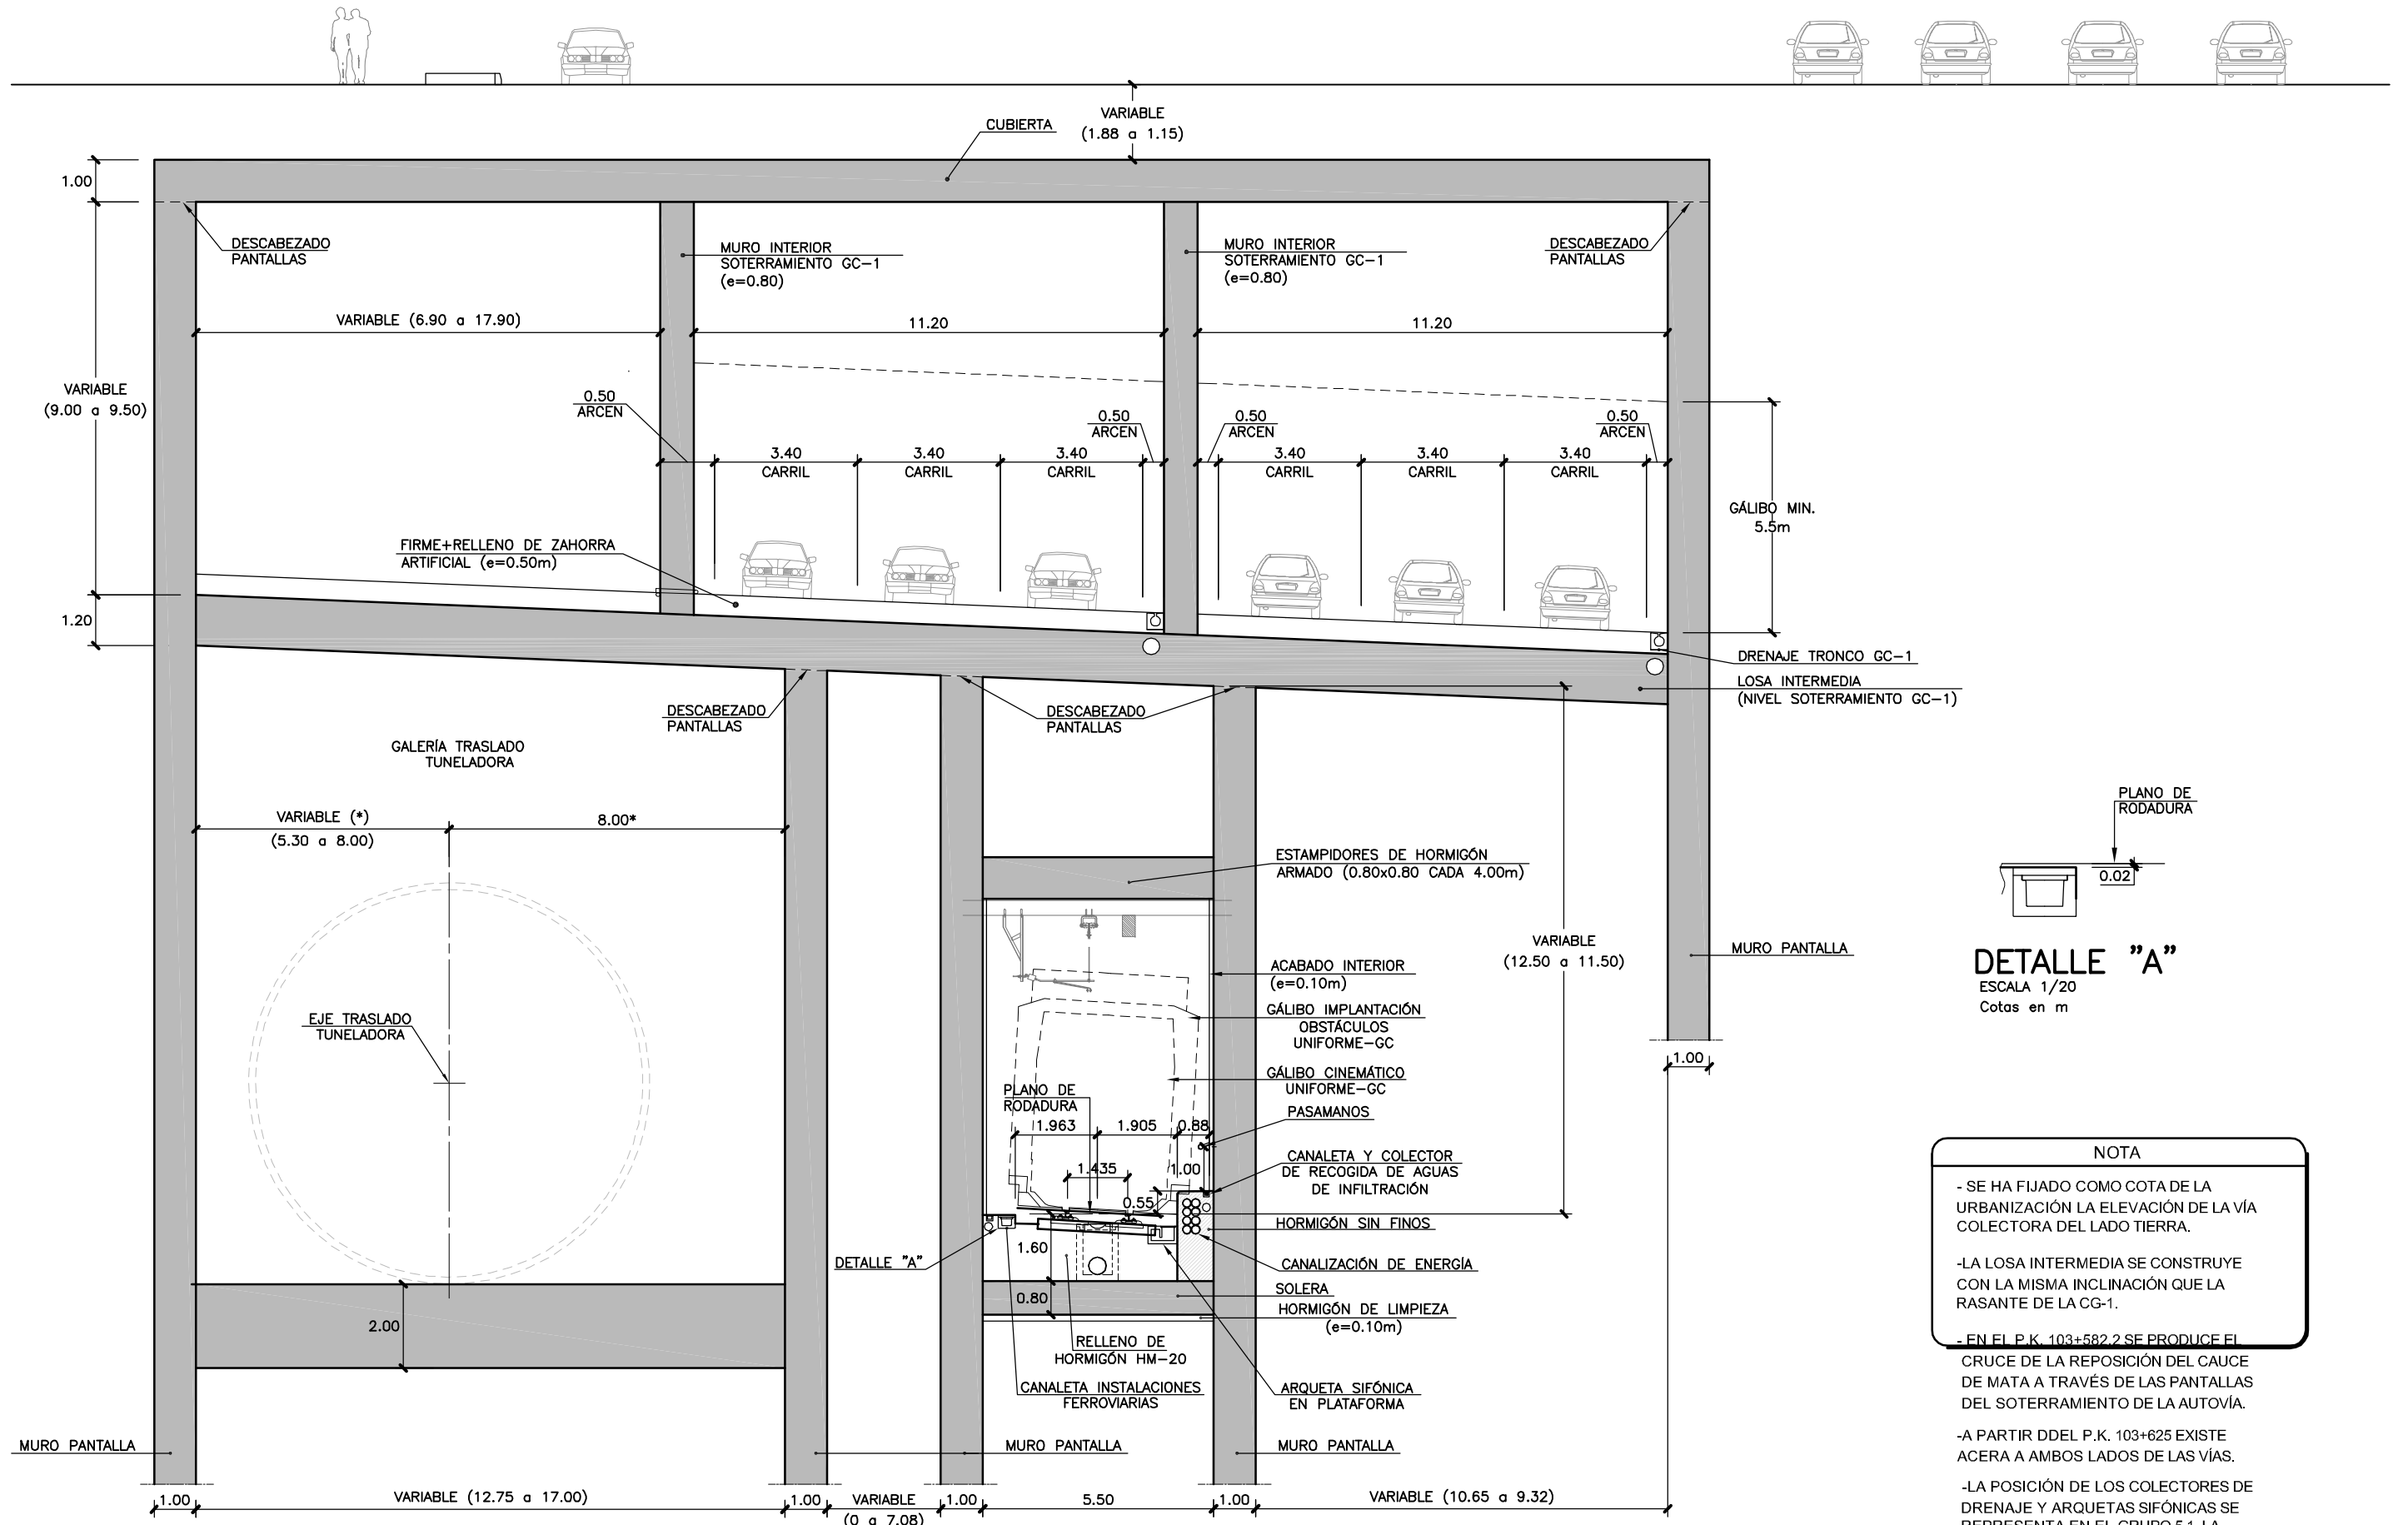 VARIABLE
(1.88 a 1.15)
CUBIERTA
1.00
DESCABEZADO
PANTALLAS
MURO INTERIOR
SOTERRAMIENTO GC-1
(e=0.80)
MURO INTERIOR
SOTERRAMIENTO GC-1
(e=0.80)
DESCABEZADO
PANTALLAS
VARIABLE (6.90 a 17.90)
11.20
11.20
VARIABLE
(9.00 a 9.50)
0.50
ARCEN
0.50
ARCEN
0.50
ARCEN
0.50
ARCEN
3.40
CARRIL
3.40
CARRIL
3.40
CARRIL
3.40
CARRIL
3.40
CARRIL
3.40
CARRIL
GÁLIBO MIN.
5.5m
FIRME+RELLENO DE ZAHORRA
ARTIFICIAL (e=0.50m)
1.20
DRENAJE TRONCO GC-1
LOSA INTERMEDIA
(NIVEL SOTERRAMIENTO GC-1)
DESCABEZADO
PANTALLAS
DESCABEZADO
PANTALLAS
GALERÍA TRASLADO
TUNELADORA
VARIABLE (*)
(5.30 a 8.00)
8.00*
PLANO DE
RODADURA
0.02
DETALLE "A"
ESCALA 1/20
Cotas en m
ESTAMPIDORES DE HORMIGÓN
ARMADO (0.80x0.80 CADA 4.00m)
VARIABLE
(12.50 a 11.50)
MURO PANTALLA
ACABADO INTERIOR
(e=0.10m)
GÁLIBO IMPLANTACIÓN
OBSTÁCULOS
UNIFORME-GC
EJE TRASLADO
TUNELADORA
1.00
GÁLIBO CINEMÁTICO
UNIFORME-GC
PLANO DE
RODADURA
PASAMANOS
1.963
1.905
0.88
1.435
1.00
0.55
CANALETA Y COLECTOR
DE RECOGIDA DE AGUAS
DE INFILTRACIÓN
HORMIGÓN SIN FINOS
1.60
DETALLE "A"
CANALIZACIÓN DE ENERGÍA
SOLERA
0.80
HORMIGÓN DE LIMPIEZA
(e=0.10m)
2.00
RELLENO DE
HORMIGÓN HM-20
CANALETA INSTALACIONES
FERROVIARIAS
ARQUETA SIFÓNICA
EN PLATAFORMA
MURO PANTALLA
MURO PANTALLA
MURO PANTALLA
1.00
VARIABLE (12.75 a 17.00)
1.00
VARIABLE
(0 a 7.08)
1.00
5.50
1.00
VARIABLE (10.65 a 9.32)
NOTA
- SE HA FIJADO COMO COTA DE LA
URBANIZACIÓN LA ELEVACIÓN DE LA VÍA
COLECTORA DEL LADO TIERRA.
-LA LOSA INTERMEDIA SE CONSTRUYE
CON LA MISMA INCLINACIÓN QUE LA
RASANTE DE LA CG-1.
- EN EL P.K. 103+582.2 SE PRODUCE EL
CRUCE DE LA REPOSICIÓN DEL CAUCE
DE MATA A TRAVÉS DE LAS PANTALLAS
DEL SOTERRAMIENTO DE LA AUTOVÍA.
-A PARTIR DDEL P.K. 103+625 EXISTE
ACERA A AMBOS LADOS DE LAS VÍAS.
-LA POSICIÓN DE LOS COLECTORES DE
DRENAJE Y ARQUETAS SIFÓNICAS SE
REPRESENTA EN EL GRUPO 5.1. LA